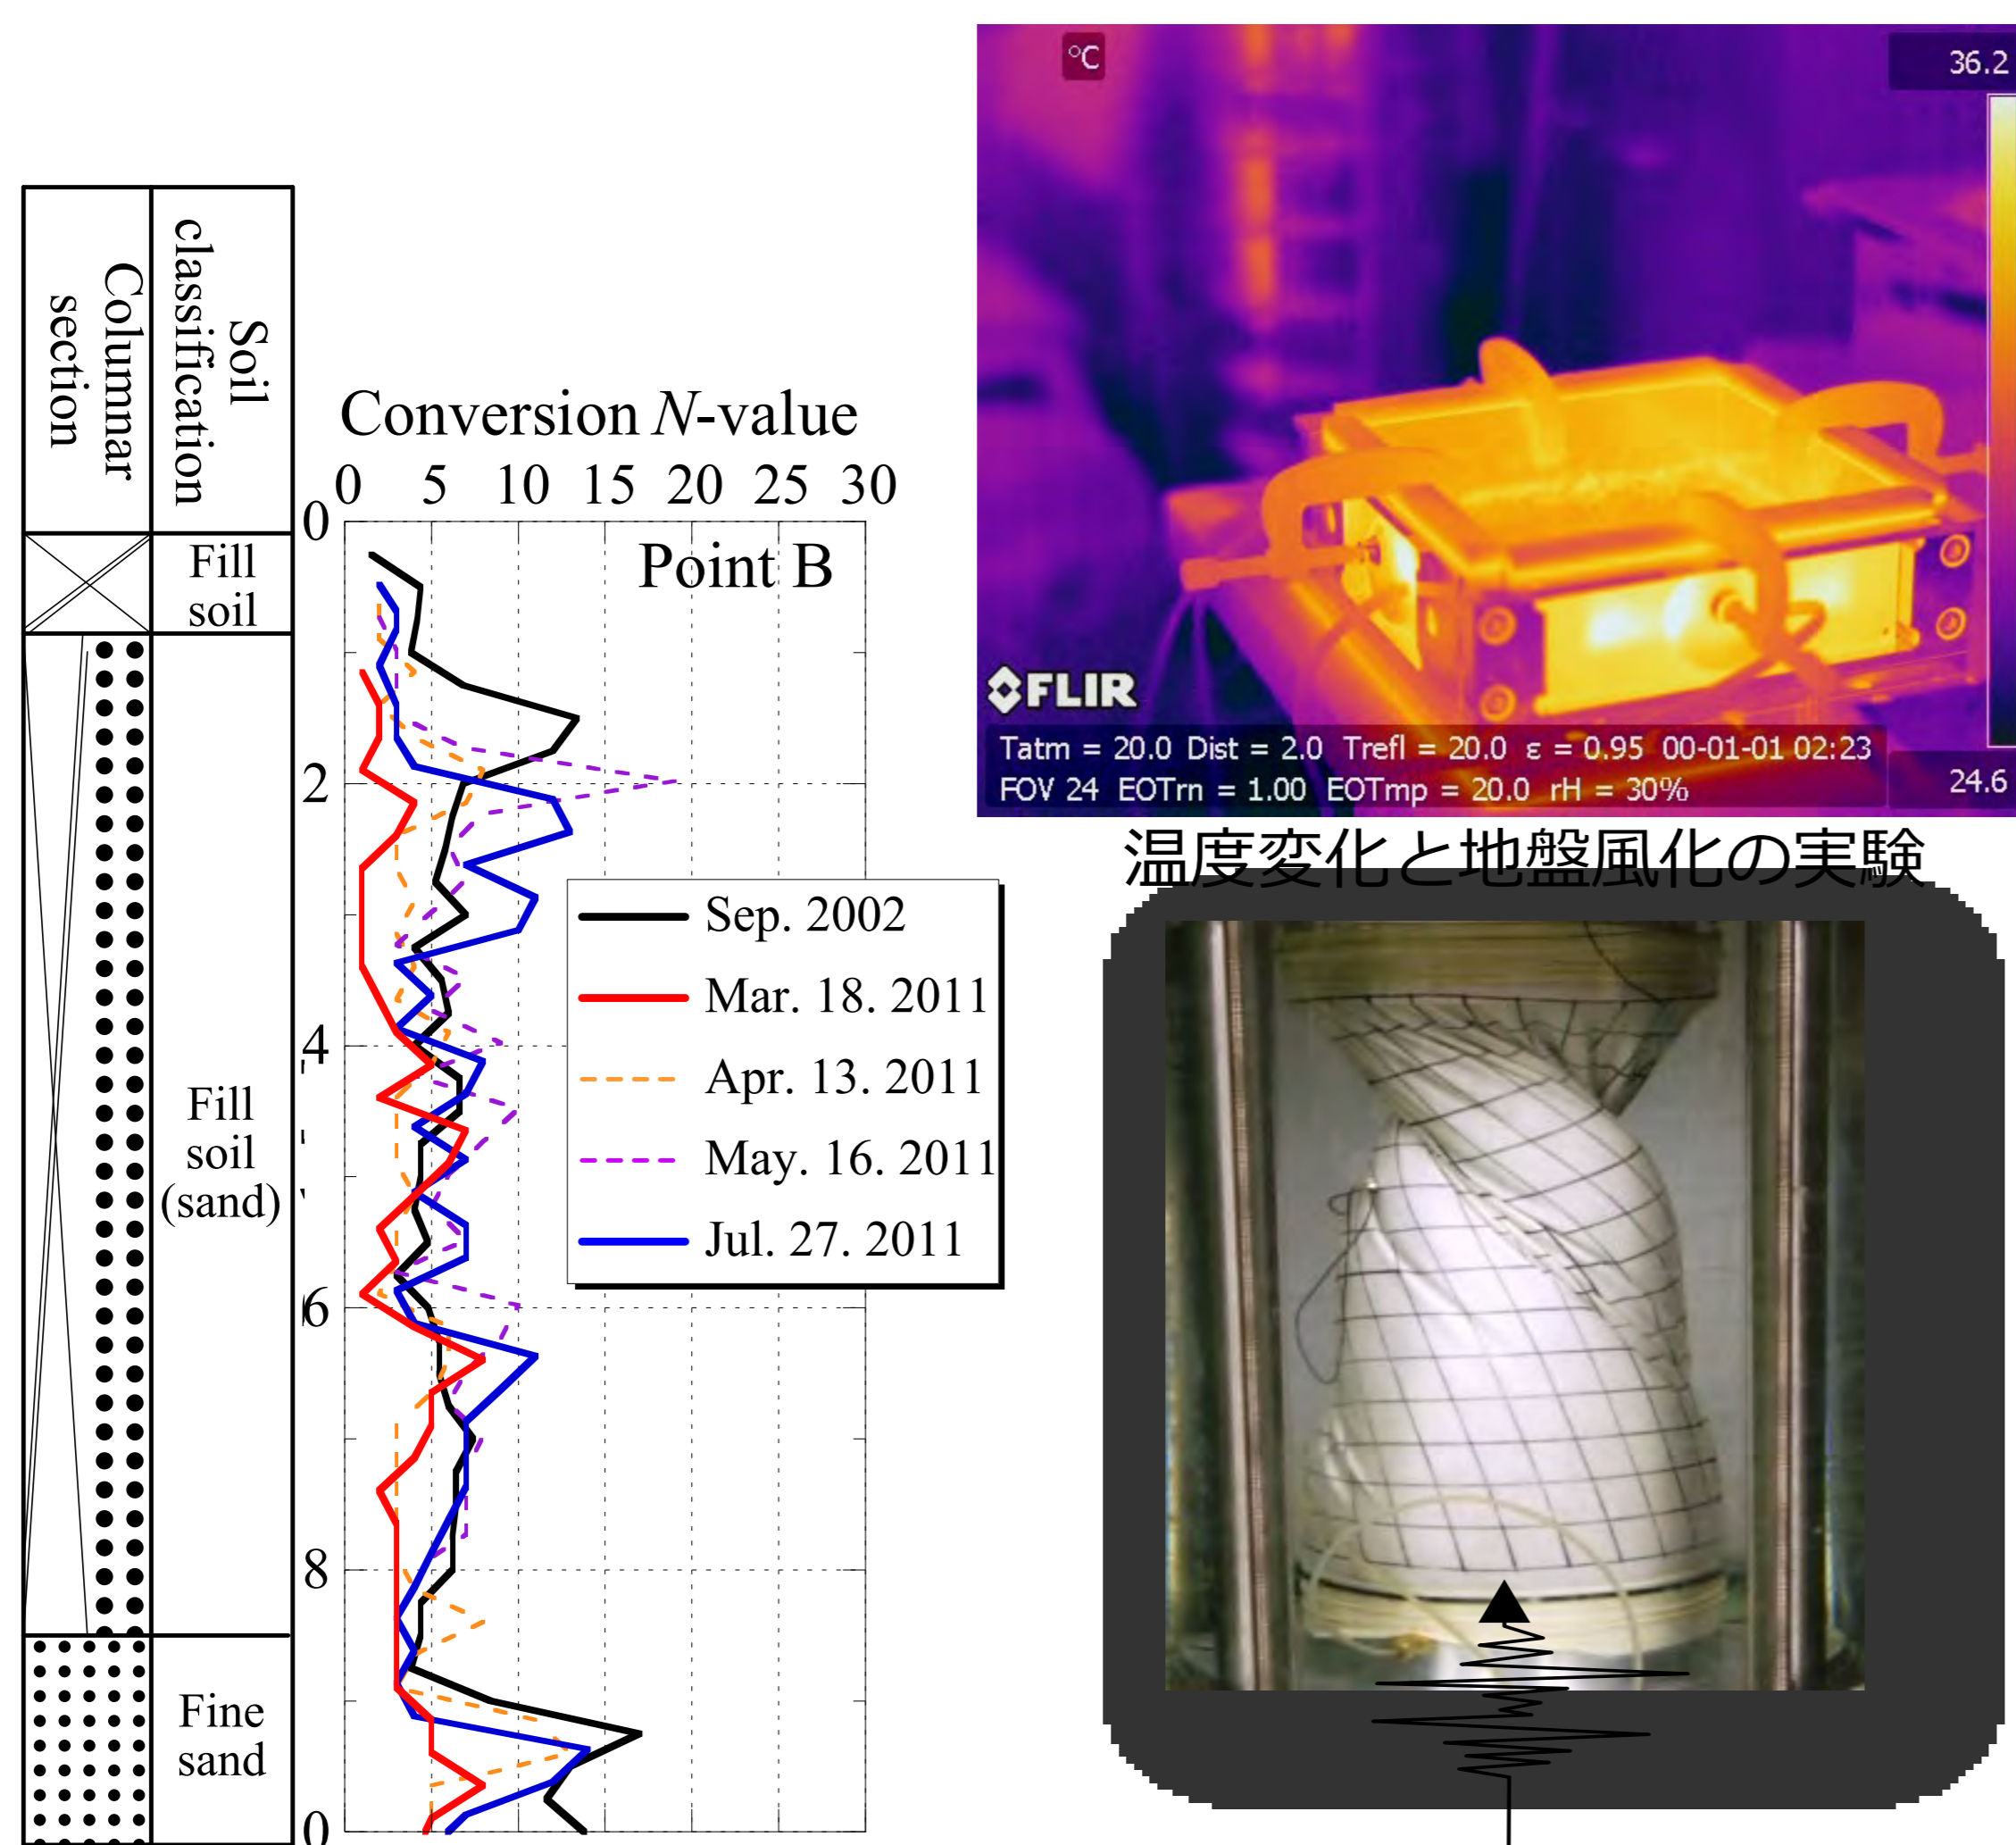 Columnar
section
Soil
classification
Fill
soil
Fill
soil
(sand)
Fine
sand
Conversion N-value
0 5 10 15 20 25 30
0
2
4
6
8
0
Point B
Sep. 2002
Mar. 18. 2011
Apr. 13. 2011
May. 16. 2011
Jul. 27. 2011
°C
36.2
FLIR
Tatm = 20.0 Dist = 2.0 Trefl = 20.0 ε = 0.95 00-01-01 02:23
FOV 24 EOTrn = 1.00 EOTmp = 20.0 rH = 30%
24.6
温度変化と地盤風化の実験